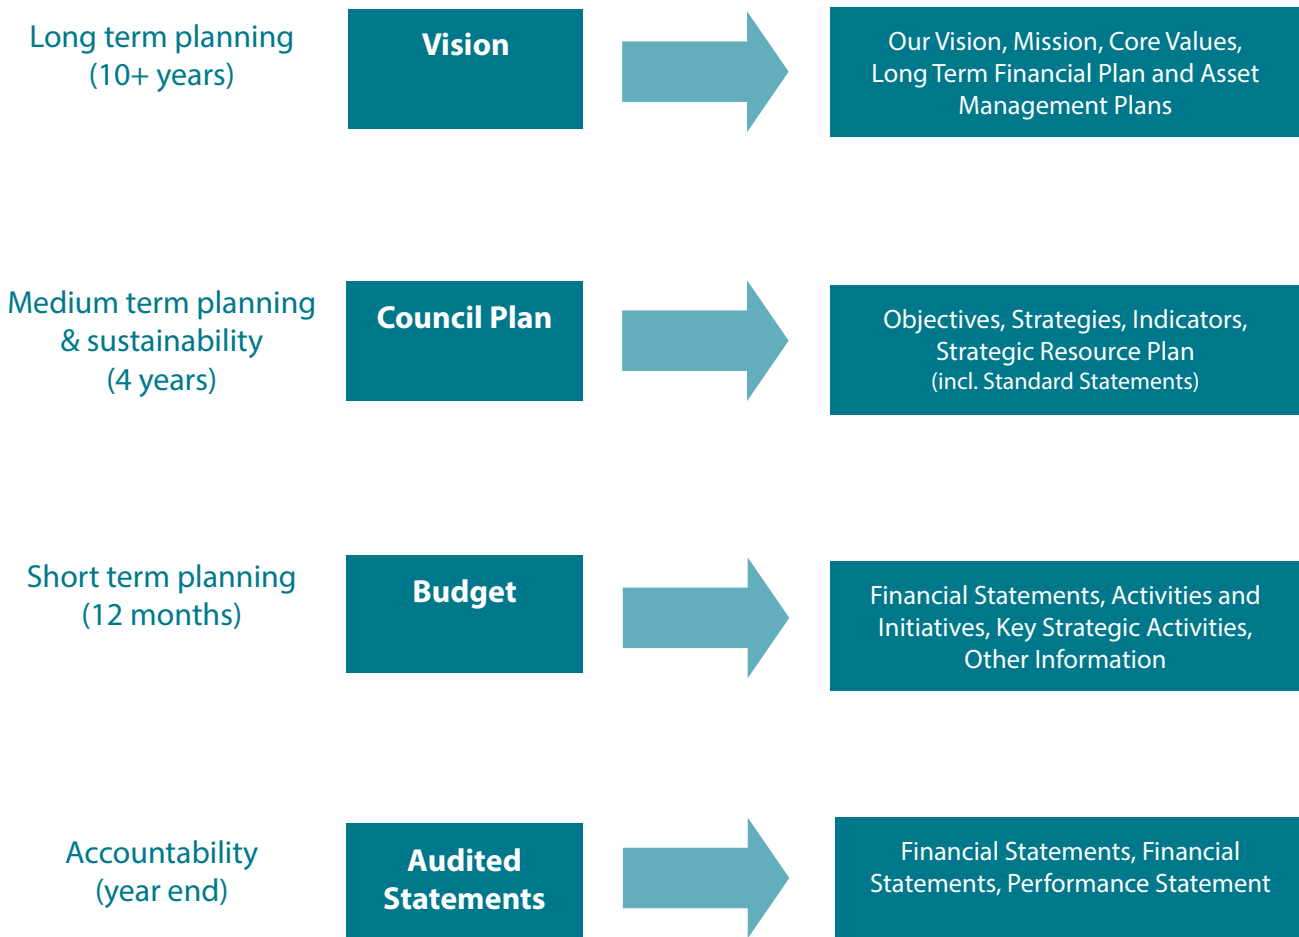 Long term planning
(10+ years)
Vision
Our Vision, Mission, Core Values,
Long Term Financial Plan and Asset
Management Plans
Medium term planning
& sustainability
(4 years)
Council Plan
Objectives, Strategies, Indicators,
Strategic Resource Plan
(incl. Standard Statements)
Short term planning
(12 months)
Budget
Financial Statements, Activities and
Initiatives, Key Strategic Activities,
Other Information
Accountability
(year end)
Audited
Statements
Financial Statements, Financial
Statements, Performance Statement